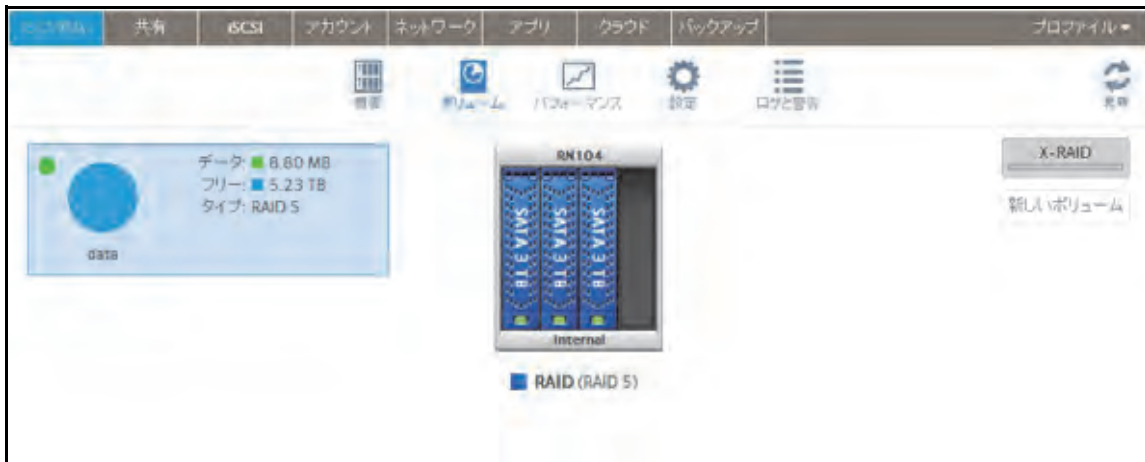 共有
iSCSI
アカウント
ネットワーク
アプリ
クラウド
バックアップ
プロファイル
概要
ボリューム
パフォーマンス
設定
ログと警告
更新
データ: 8.60 MB
フリー: 5.23 TB
タイプ: RAID 5
data
RN104
SATA 3 TB
SATA 3 TB
SATA 3 TB
Internal
RAID (RAID 5)
X-RAID
新しいボリューム